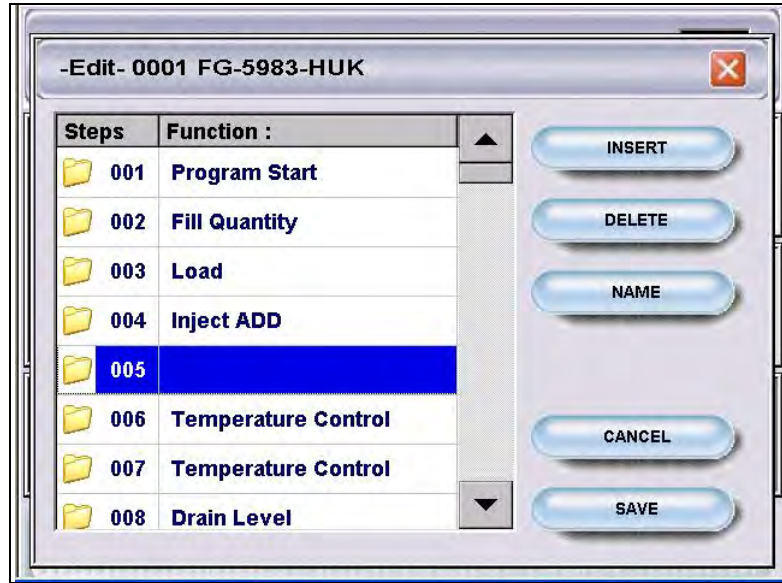 -Edit- 0001 FG-5983-HUK
Steps Function :
001 Program Start
002 Fill Quantity
003 Load
004 Inject ADD
005
006 Temperature Control
007 Temperature Control
008 Drain Level
INSERT
DELETE
NAME
CANCEL
SAVE